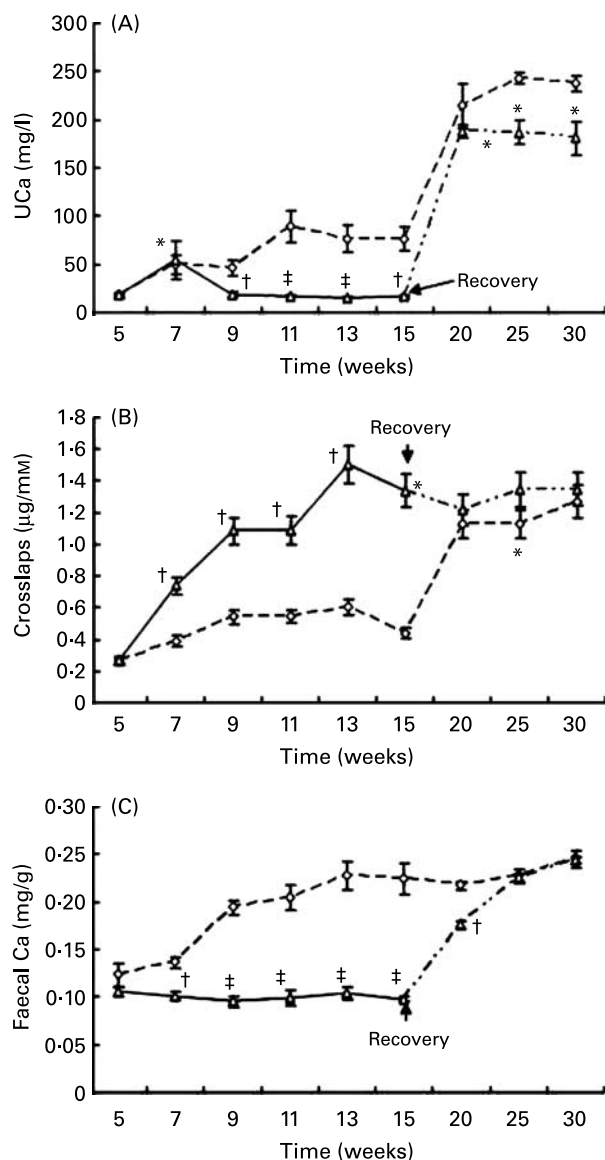 (A)
UCa (mg/l)
300
250
200
150
100
50
0
* † ‡ ‡ † * * *
Recovery
5 7 9 11 13 15 20 25 30
Time (weeks)
(B)
Crosslaps (µg/mM)
1·8
1·6
1·4
1·2
1·0
0·8
0·6
0·4
0·2
0
Recovery
† † † † * *
5 7 9 11 13 15 20 25 30
Time (weeks)
(C)
Faecal Ca (mg/g)
0·30
0·25
0·20
0·15
0·10
0·05
0
† ‡ ‡ ‡ ‡ †
Recovery
5 7 9 11 13 15 20 25 30
Time (weeks)